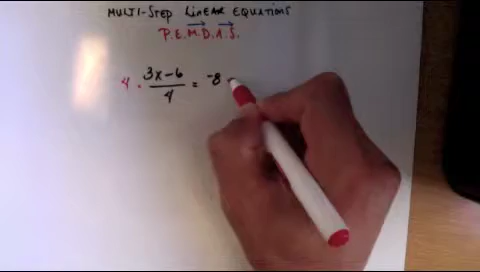 MULTI-STEP LINEAR EQUATIONS
P.E.M.D.A.S.
4 · 3x-6/4 = -8